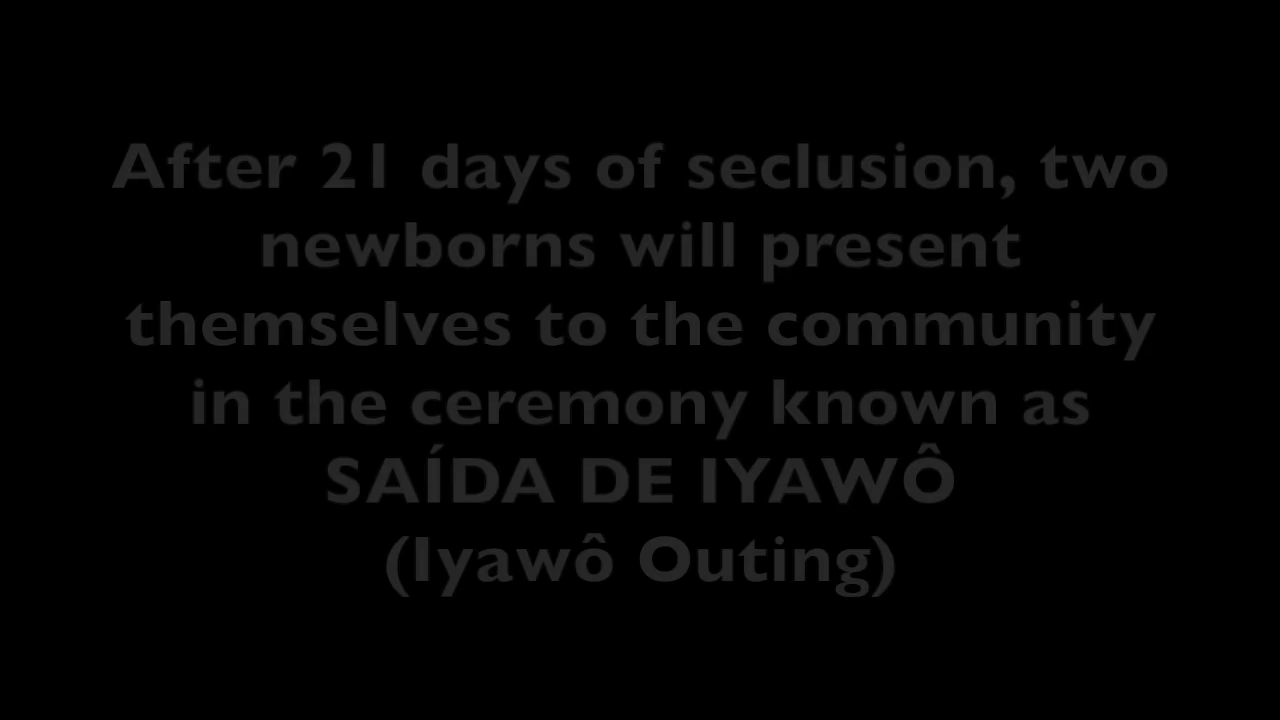 After 21 days of seclusion, two
newborns will present
themselves to the community
in the ceremony known as
SAÍDA DE IYAWÔ
(Iyawô Outing)